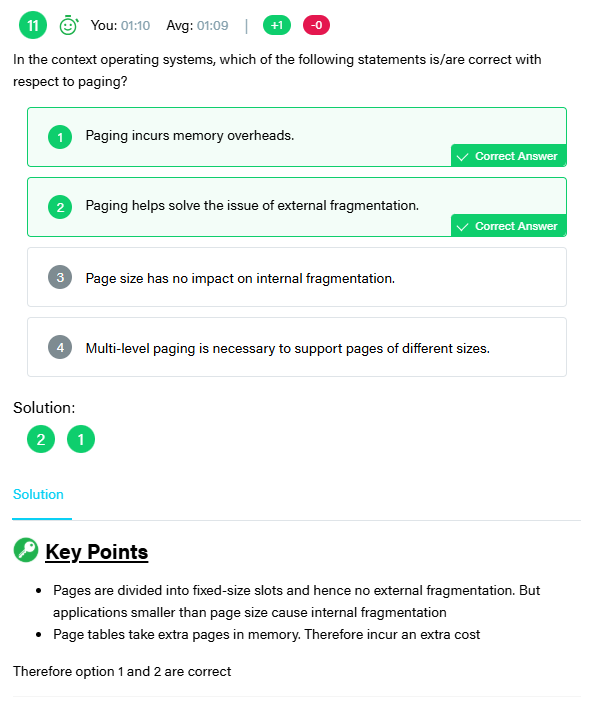 11 You: 01:10 Avg: 01:09 | +1 -0
In the context operating systems, which of the following statements is/are correct with
respect to paging?
1 Paging incurs memory overheads.
Correct Answer
2 Paging helps solve the issue of external fragmentation.
Correct Answer
3 Page size has no impact on internal fragmentation.
4 Multi-level paging is necessary to support pages of different sizes.
Solution:
2 1
Solution
Key Points
• Pages are divided into fixed-size slots and hence no external fragmentation. But
applications smaller than page size cause internal fragmentation
• Page tables take extra pages in memory. Therefore incur an extra cost
Therefore option 1 and 2 are correct